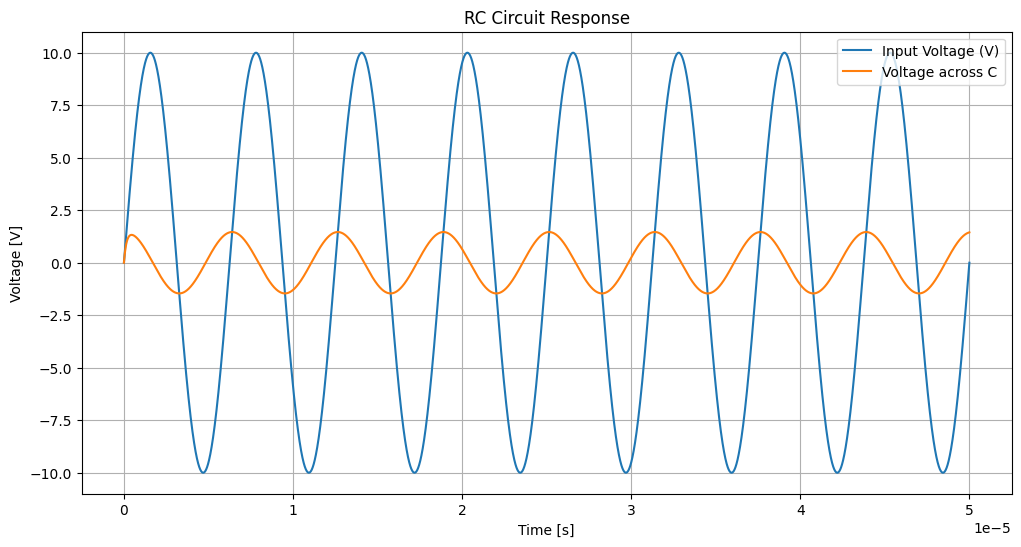 RC Circuit Response
Input Voltage (V)
Voltage across C
Voltage [V]
10.0
7.5
5.0
2.5
0.0
−2.5
−5.0
−7.5
−10.0
0 1 2 3 4 5
1e−5
Time [s]